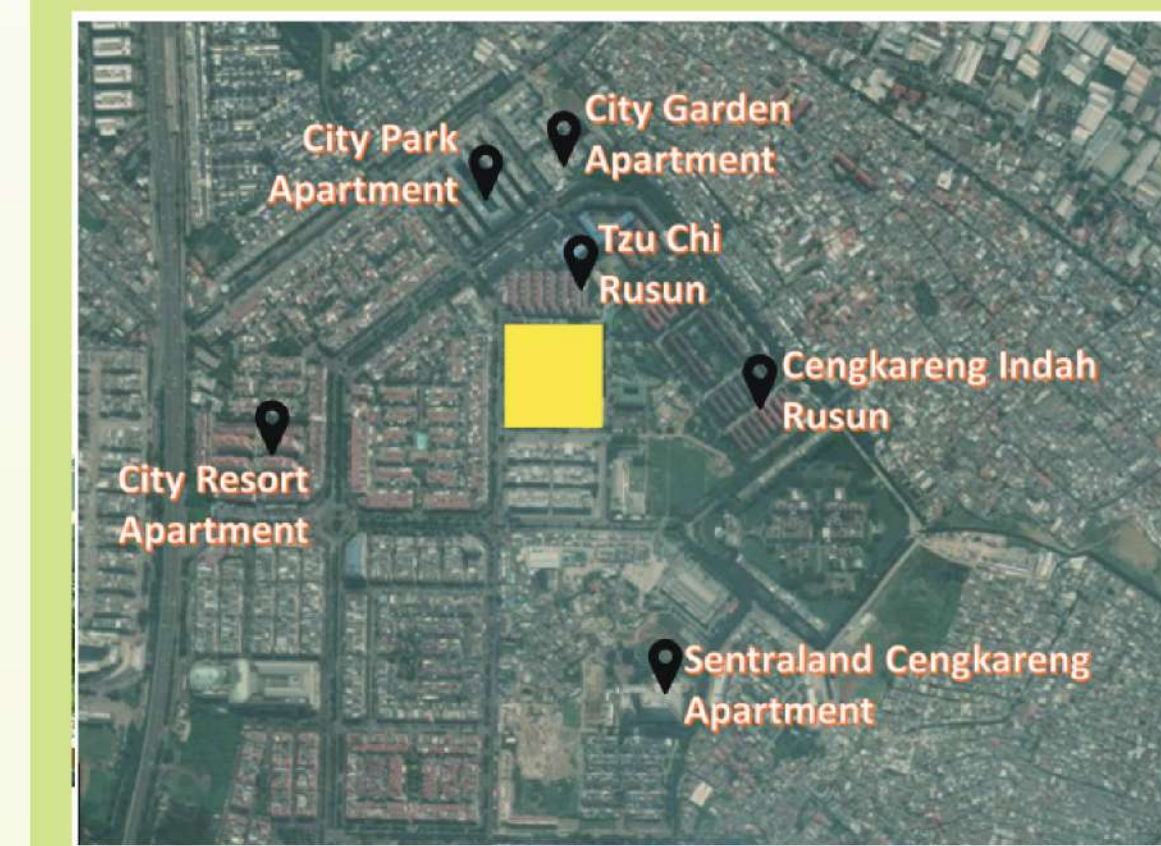 City Garden
Apartment
City Park
Apartment
Tzu Chi
Rusun
Cengkareng Indah
Rusun
City Resort
Apartment
Sentraland Cengkareng
Apartment